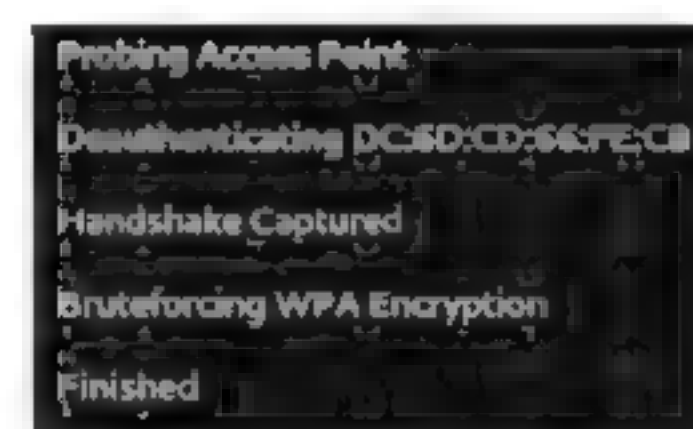 Probing Access Point
Deauthenticating
Handshake Captured
Bruteforcing WPA Encryption
Finished